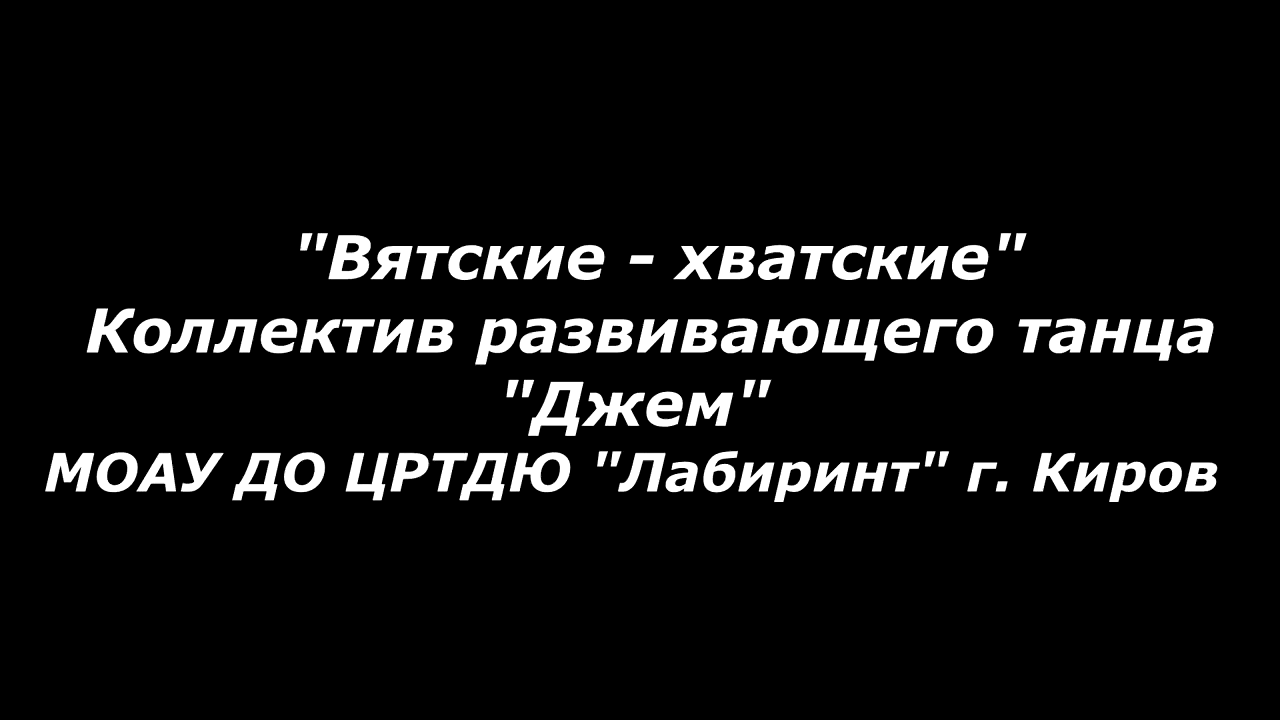 "Вятские - хватские"
Коллектив развивающего танца
"Джем"
МОАУ ДО ЦРТДЮ "Лабиринт" г. Киров